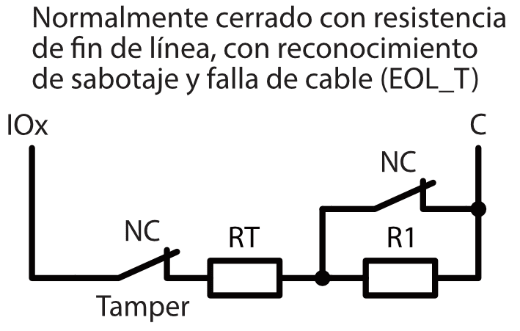 Normalmente cerrado con resistencia
de fin de línea, con reconocimiento
de sabotaje y falla de cable (EOL_T)
IOx
C
NC
NC
RT
R1
Tamper